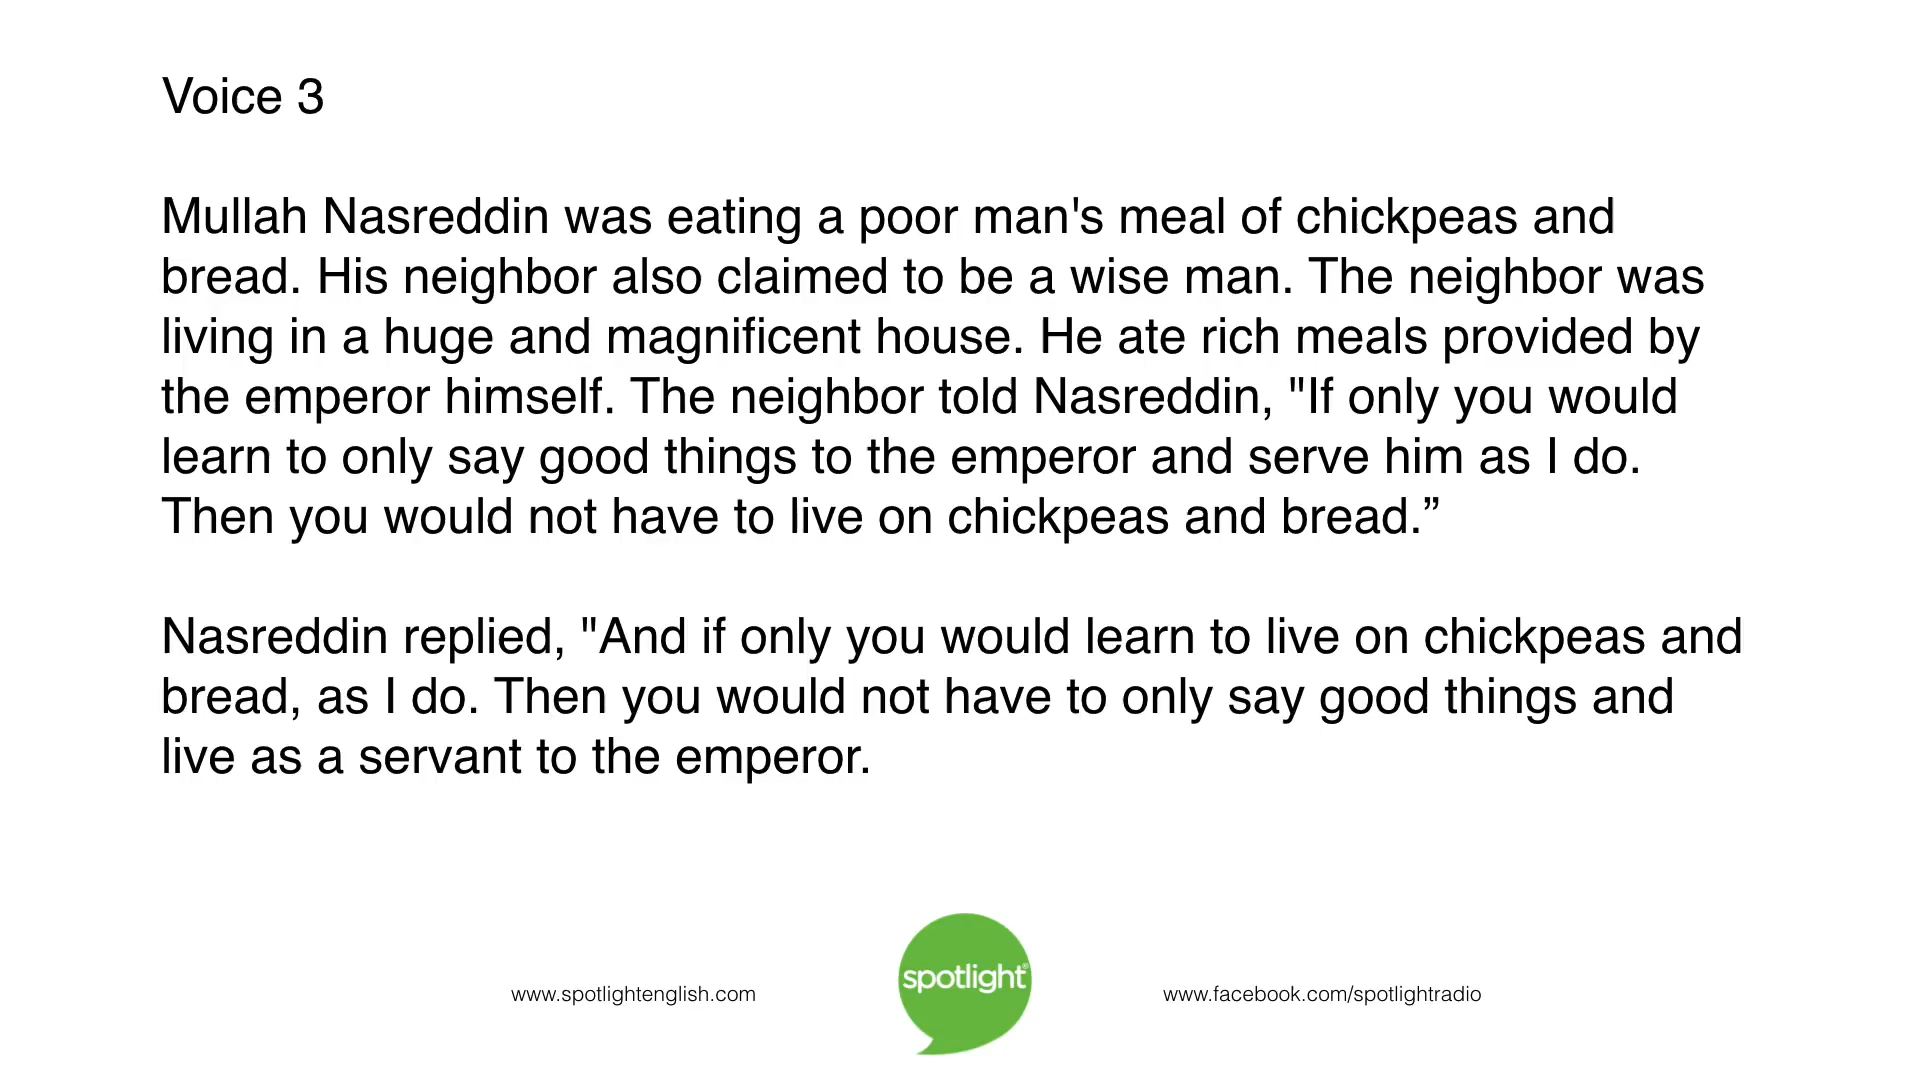 Voice 3
Mullah Nasreddin was eating a poor man's meal of chickpeas and
bread. His neighbor also claimed to be a wise man. The neighbor was
living in a huge and magnificent house. He ate rich meals provided by
the emperor himself. The neighbor told Nasreddin, "If only you would
learn to only say good things to the emperor and serve him as I do.
Then you would not have to live on chickpeas and bread.”
Nasreddin replied, "And if only you would learn to live on chickpeas and
bread, as I do. Then you would not have to only say good things and
live as a servant to the emperor.
www.spotlightenglish.com
spotlight®
www.facebook.com/spotlightradio